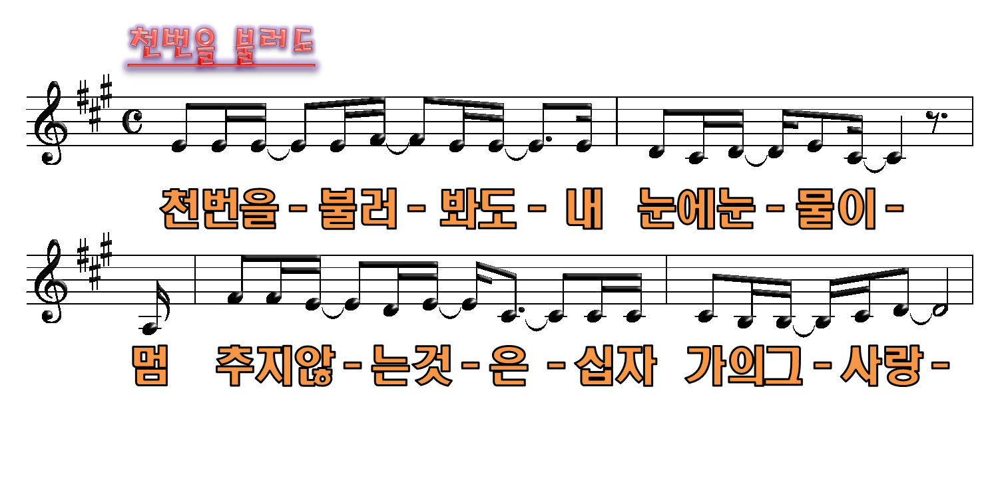 천번을 불러도
천번을 - 불러 - 봐도 - 내 눈에눈 - 물이 -
멈 추지않 - 는것 - 은 - 십자 가의그 - 사랑 -